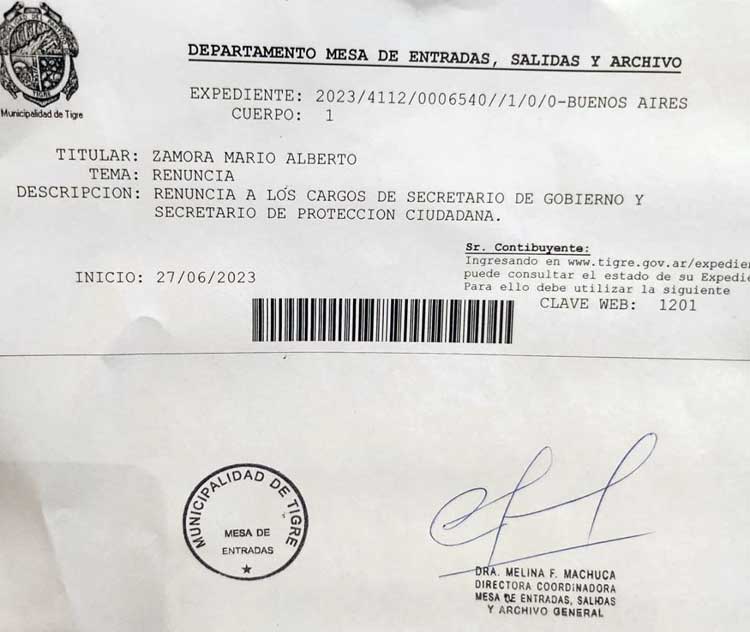 DEPARTAMENTO MESA DE ENTRADAS, SALIDAS Y ARCHIVO
TIGRE
Municipalidad de Tigre
EXPEDIENTE: 2023/4112/0006540//1/0/0-BUENOS AIRES
CUERPO: 1
TITULAR: ZAMORA MARIO ALBERTO
TEMA: RENUNCIA
DESCRIPCION: RENUNCIA A LOS CARGOS DE SECRETARIO DE GOBIERNO Y
SECRETARIO DE PROTECCION CIUDADANA.
Sr. Contibuyente:
Ingresando en www.tigre.gov.ar/expedien
puede consultar el estado de su Expedie
Para ello debe utilizar la siguiente
CLAVE WEB: 1201
INICIO: 27/06/2023
MUNICIPALIDAD DE TIGRE
MESA DE
ENTRADAS
DRA. MELINA F. MACHUCA
DIRECTORA COORDINADORA
MESA DE ENTRADAS, SALIDAS
Y ARCHIVO GENERAL